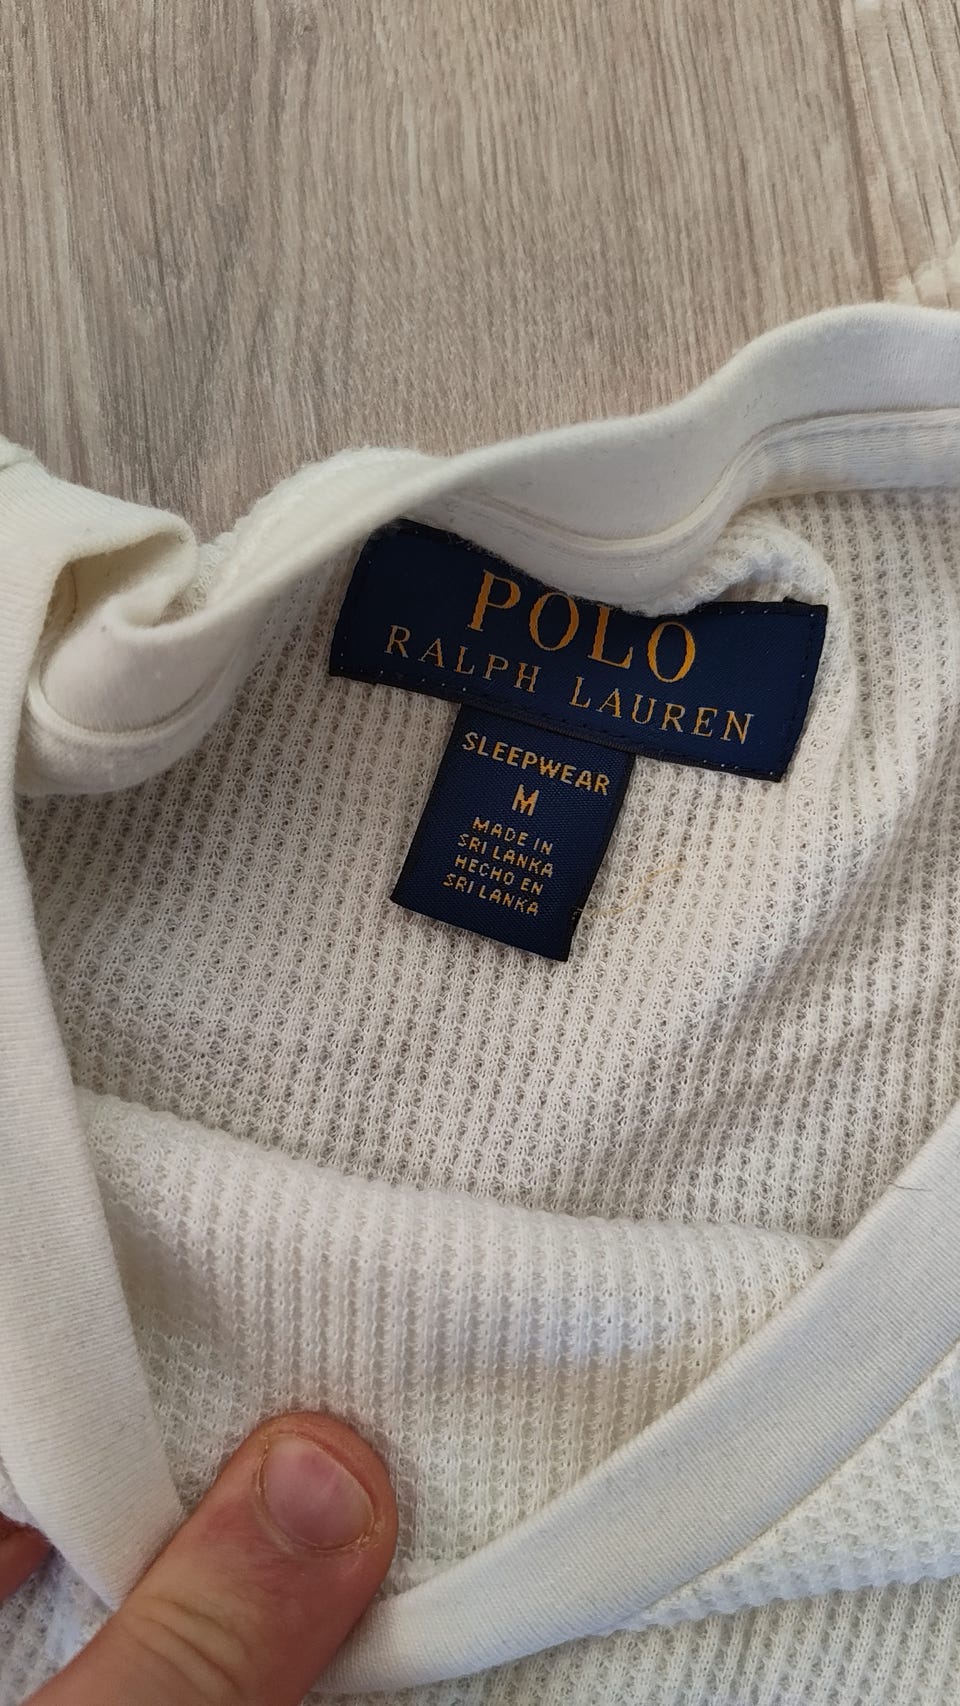 POLO
RALPH LAUREN
SLEEPWEAR
M
MADE IN
SRI LANKA
HECHO EN
SRI LANKA